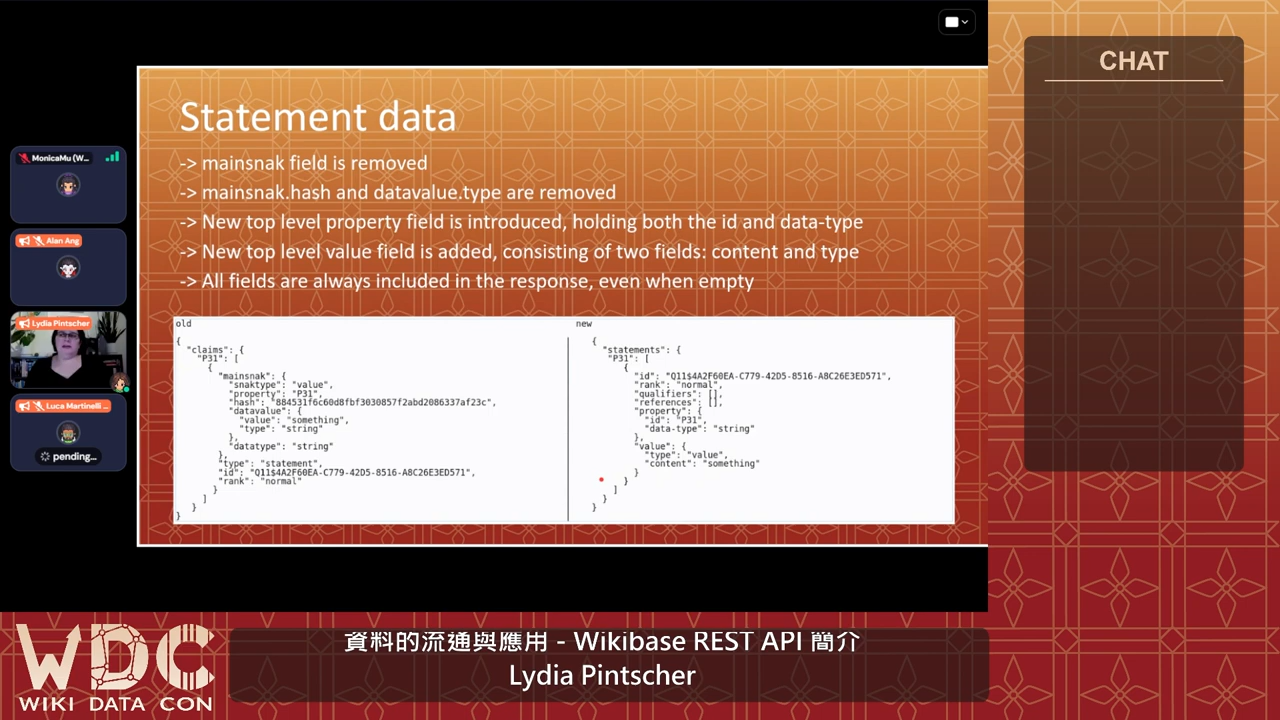 CHAT
Statement data
-> mainsnak field is removed
-> mainsnak.hash and datavalue.type are removed
-> New top level property field is introduced, holding both the id and data-type
-> New top level value field is added, consisting of two fields: content and type
-> All fields are always included in the response, even when empty
MonicaMu (W...
Alan Ang
Lydia Pintscher
Luca Martinelli ...
pending...
old
{
"claims": {
"P31": [
{
"mainsnak": {
"snaktype": "value",
"property": "P31",
"hash": "884531f6c60d8fbf3030857f2abd2086337af23c",
"datavalue": {
"value": "something",
"type": "string"
},
"datatype": "string"
},
"type": "statement",
"id": "Q11$4A2F60EA-C779-42D5-8516-A8C26E3ED571",
"rank": "normal"
}
]
}
}
new
{
"statements": {
"P31": [
{
"id": "Q11$4A2F60EA-C779-42D5-8516-A8C26E3ED571",
"rank": "normal",
"qualifiers": [],
"references": [],
"property": {
"id": "P31",
"data-type": "string"
},
"value": {
"type": "value",
"content": "something"
}
}
]
}
}
WDC
WIKI DATA CON
資料的流通與應用 - Wikibase REST API 簡介
Lydia Pintscher